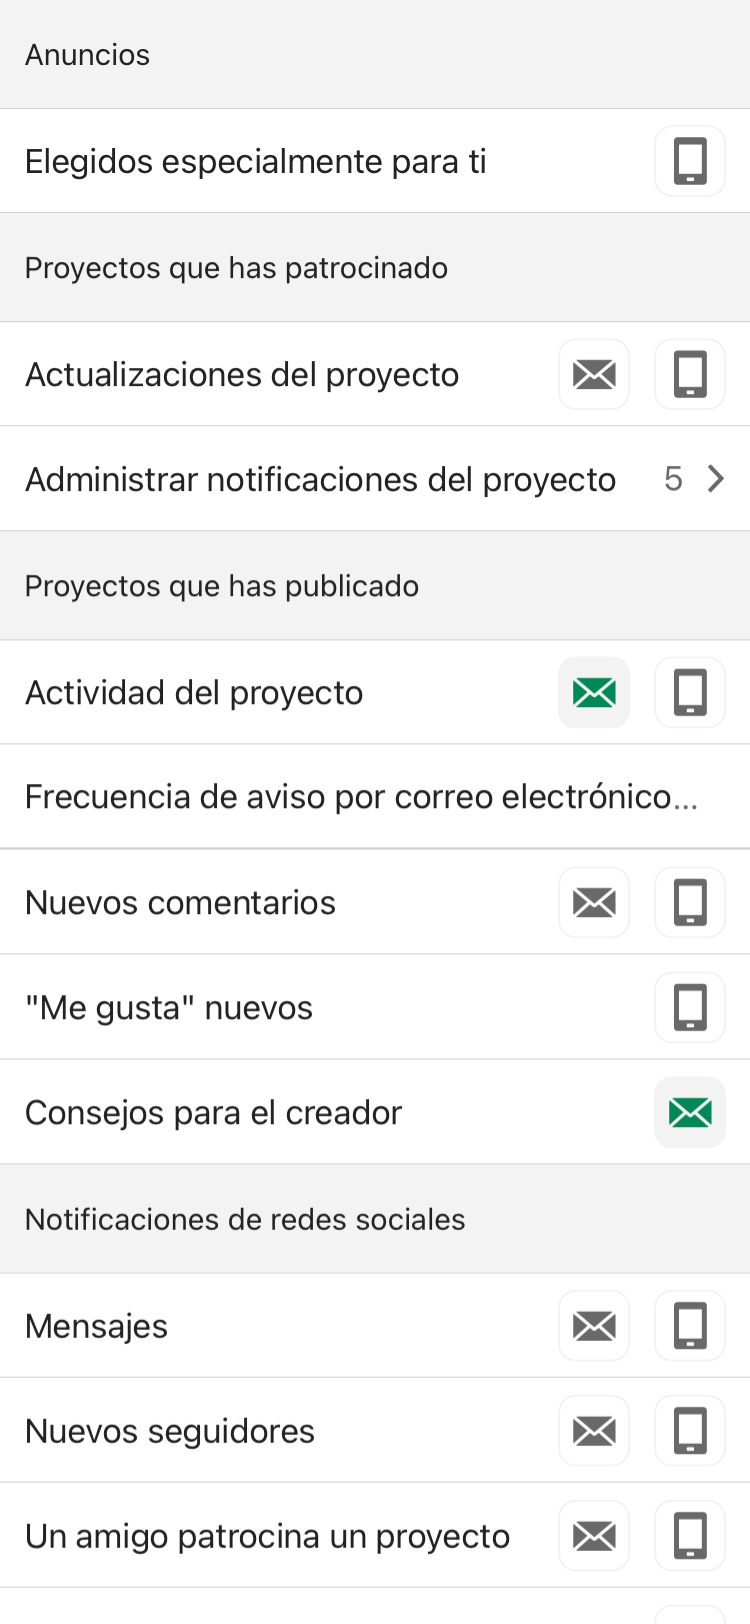 Anuncios
Elegidos especialmente para ti
Proyectos que has patrocinado
Actualizaciones del proyecto
Administrar notificaciones del proyecto 5
Proyectos que has publicado
Actividad del proyecto
Frecuencia de aviso por correo electrónico...
Nuevos comentarios
"Me gusta" nuevos
Consejos para el creador
Notificaciones de redes sociales
Mensajes
Nuevos seguidores
Un amigo patrocina un proyecto